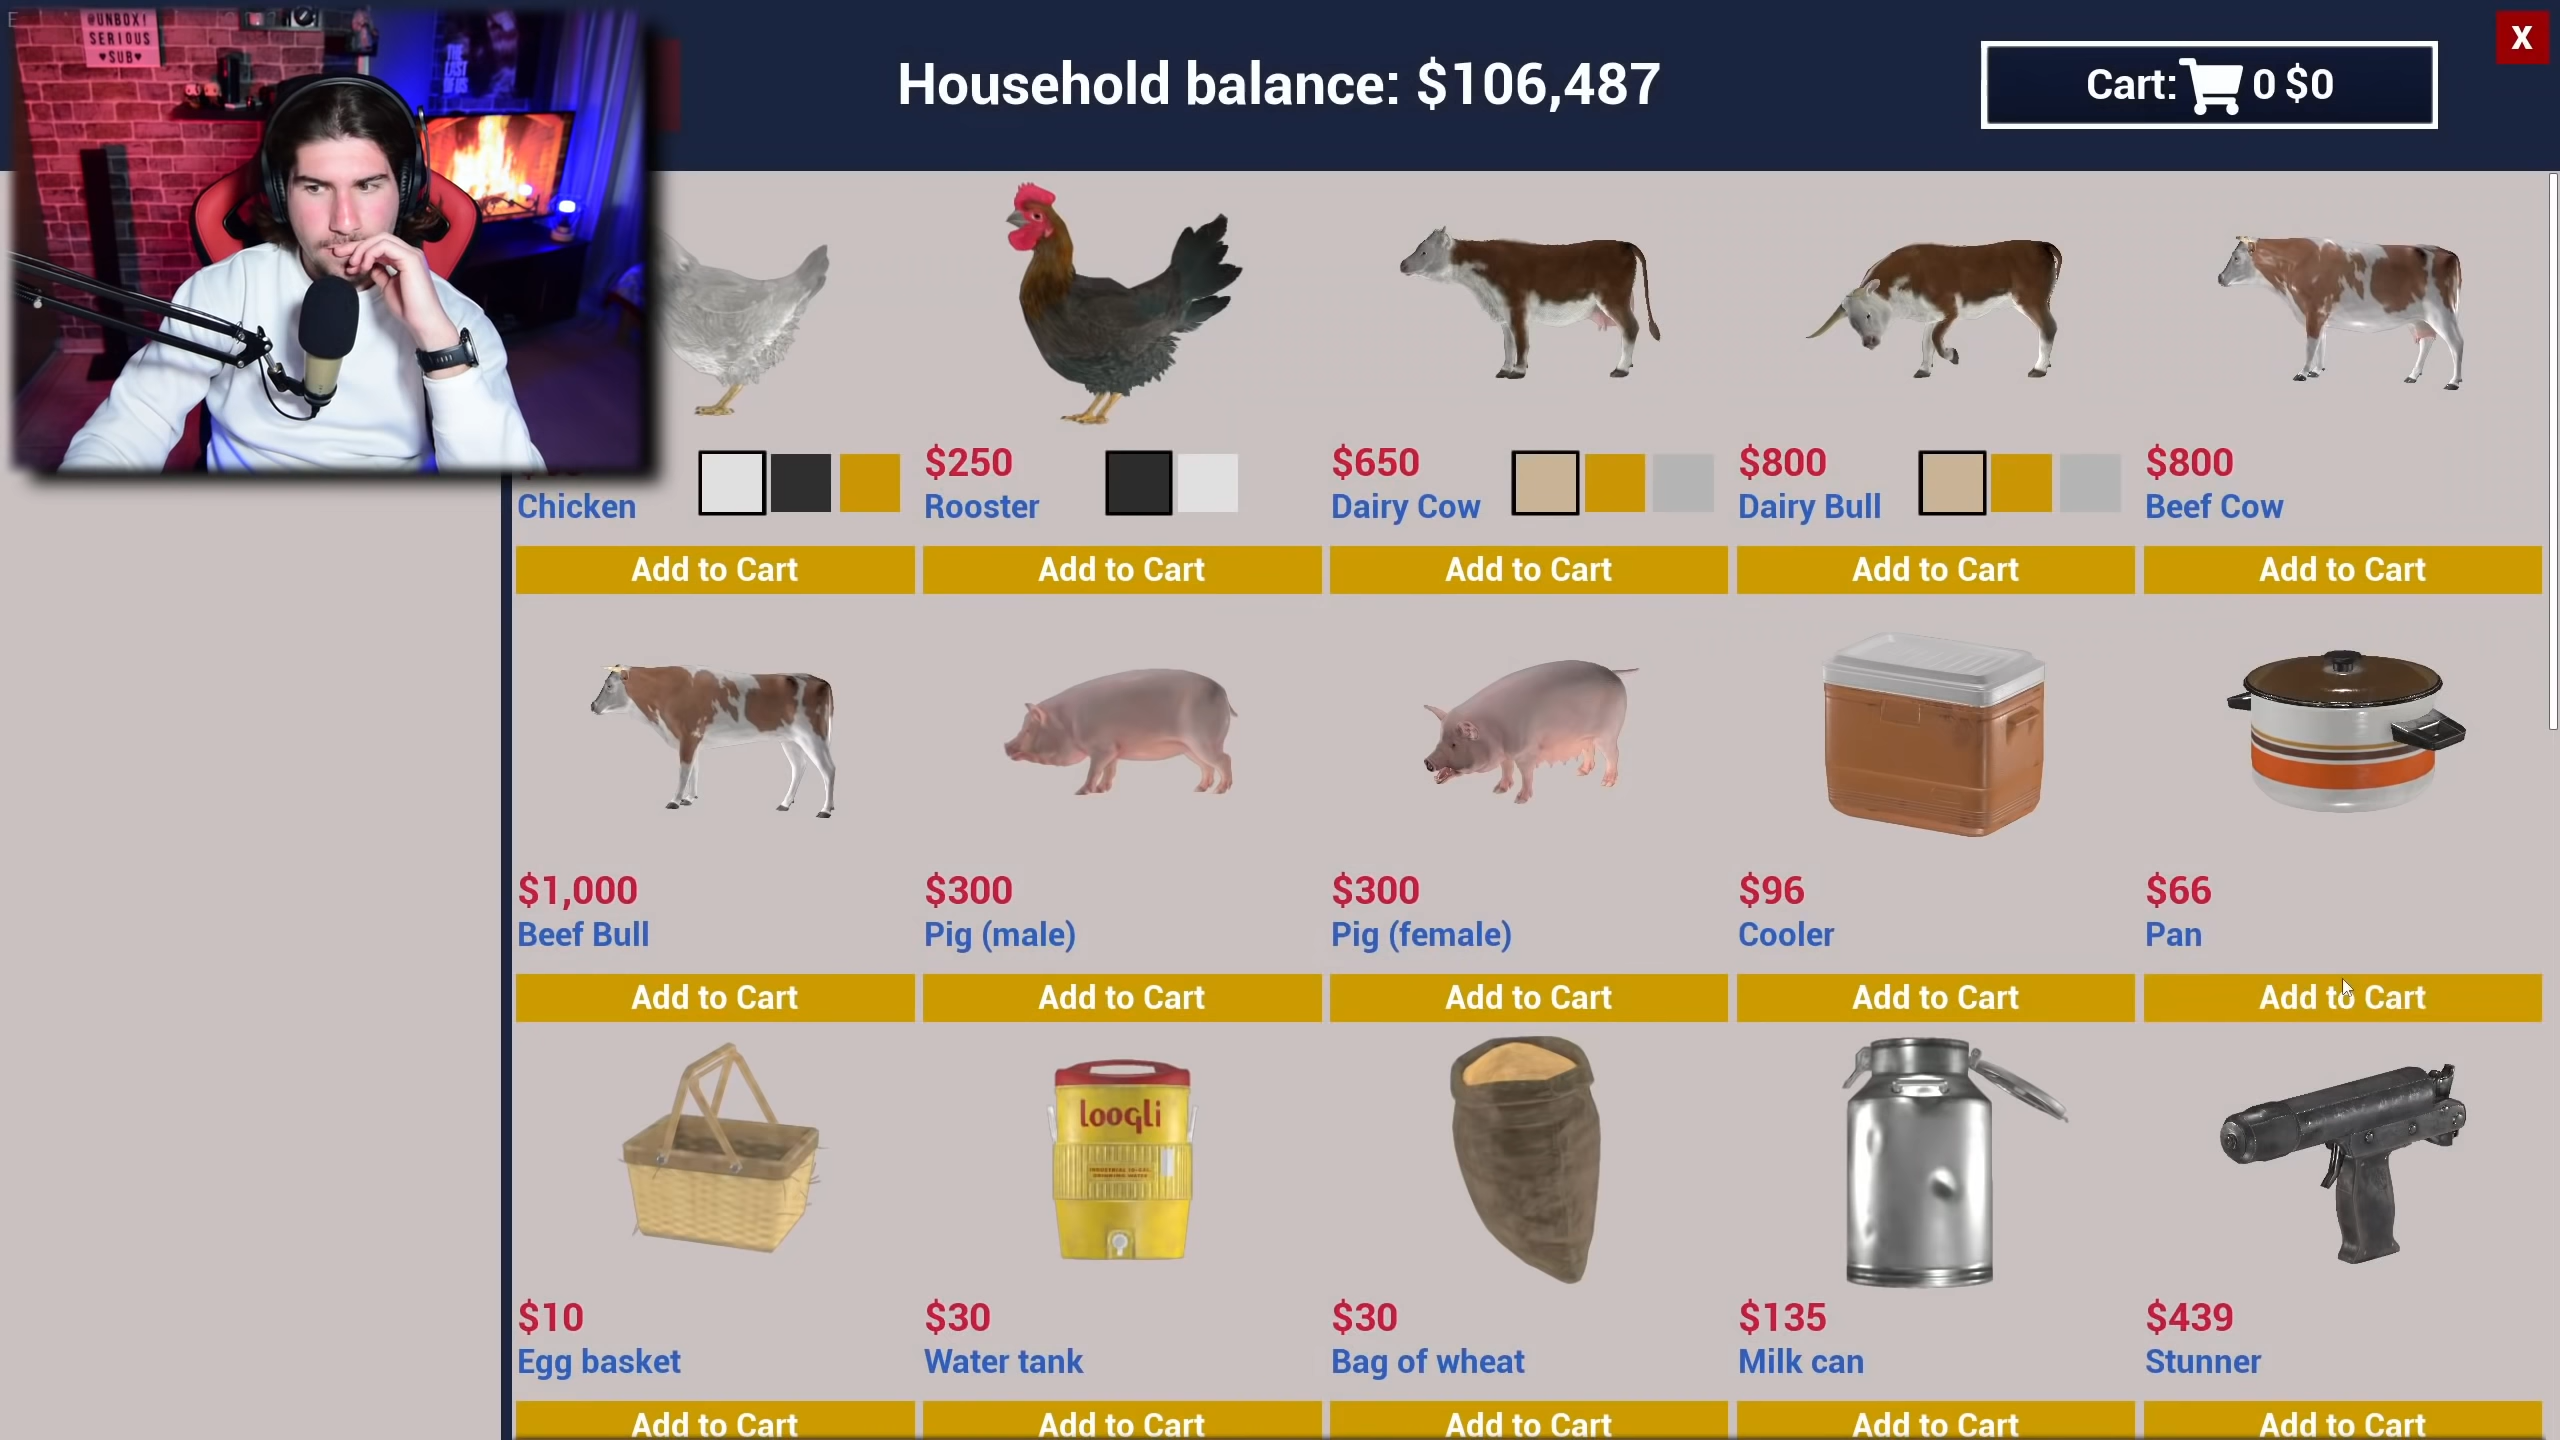 @UNBOX!
SERIOUS
♥SUB♥
THE
LAST
OF US
Household balance: $106,487
Cart: 0 $0
X
$250
$650
$800
$800
Chicken
Rooster
Dairy Cow
Dairy Bull
Beef Cow
Add to Cart
Add to Cart
Add to Cart
Add to Cart
Add to Cart
$1,000
$300
$300
$96
$66
Beef Bull
Pig (male)
Pig (female)
Cooler
Pan
Add to Cart
Add to Cart
Add to Cart
Add to Cart
Add to Cart
loogli
$10
$30
$30
$135
$439
Egg basket
Water tank
Bag of wheat
Milk can
Stunner
Add to Cart
Add to Cart
Add to Cart
Add to Cart
Add to Cart